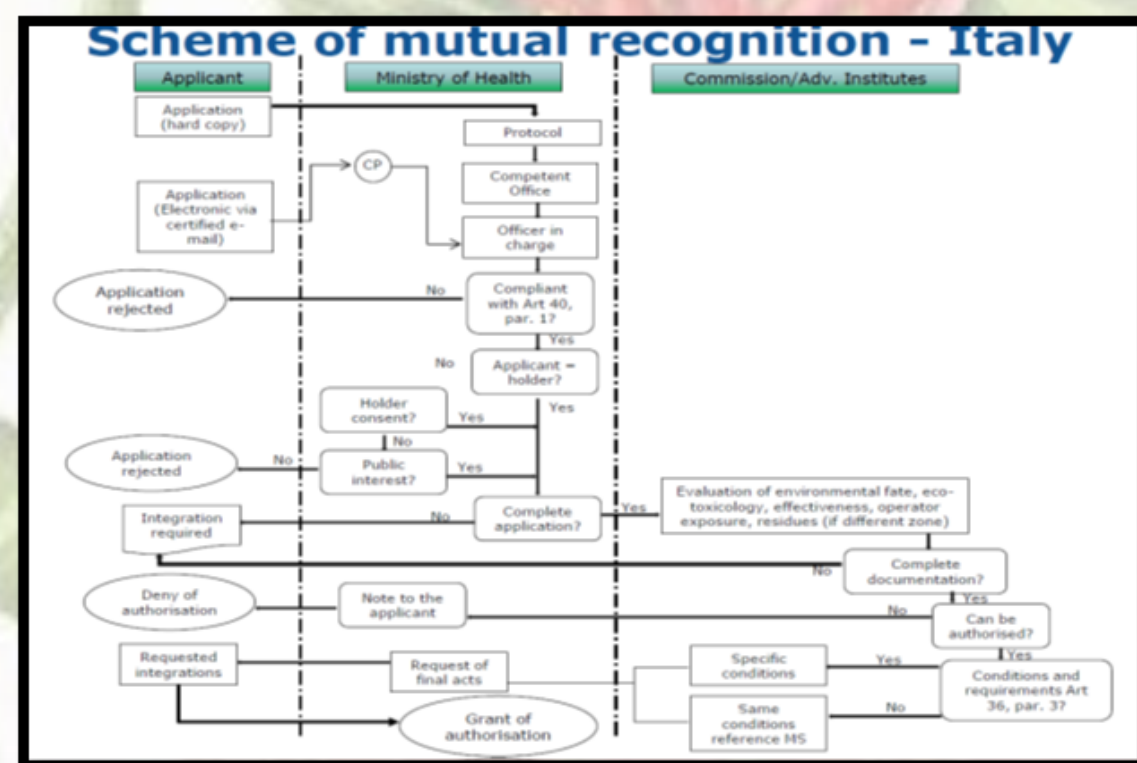 Scheme of mutual recognition - Italy
Applicant
Ministry of Health
Commission/Adv. Institutes
Application
(hard copy)
Protocol
CP
Competent
Office
Application
(Electronic via
certified e-
mail)
Officer in
charge
Application
rejected
No
Compliant
with Art 40,
par. 1?
Yes
No
Applicant =
holder?
Holder
consent?
Yes
Yes
No
Application
rejected
No
Public
interest?
Yes
Integration
required
No
Complete
application?
Yes
Evaluation of environmental fate, eco-
toxicology, effectiveness, operator
exposure, residues (if different zone)
No
Complete
documentation?
Yes
Deny of
authorisation
Note to the
applicant
No
Can be
authorised?
Yes
Requested
integrations
Request of
final acts
Specific
conditions
Yes
Conditions and
requirements Art
36, par. 3?
No
Same
conditions
reference MS
Grant of
authorisation